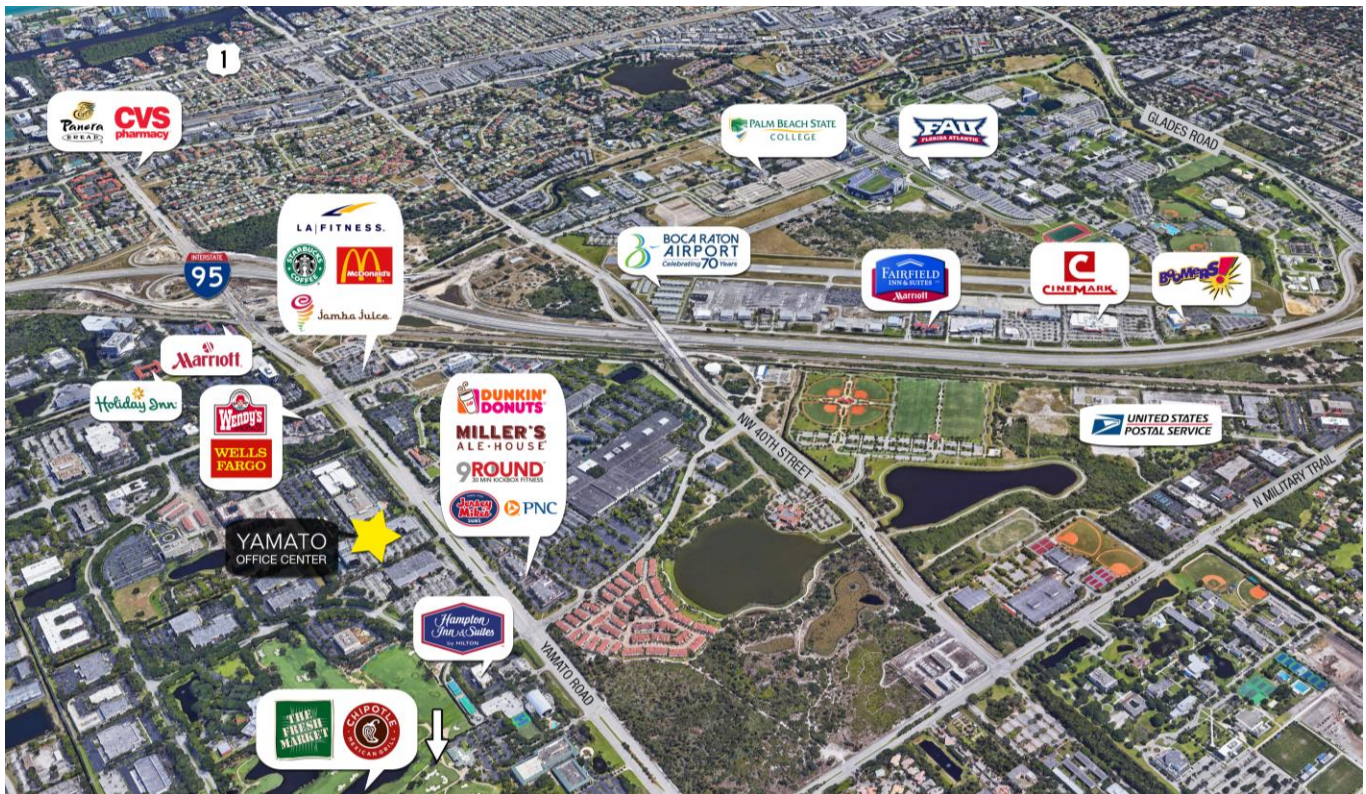 1
Panera
BREAD
CVS
pharmacy
PALM BEACH STATE
COLLEGE
FAU
FLORIDA ATLANTIC
GLADES ROAD
LA|FITNESS.
STARBUCKS
COFFEE
McDonald's
Jamba Juice
INTERSTATE
95
BOCA RATON
AIRPORT
Celebrating 70 Years
FAIRFIELD
INN & SUITES
Marriott
CINEMARK
BOOMERS!
Marriott
Holiday Inn
WENDY'S
WELLS
FARGO
DUNKIN'
DONUTS
MILLER'S
ALE·HOUSE
9ROUND
30 MIN KICKBOX FITNESS
Jersey
Mike's
SUBS
PNC
NW 40TH STREET
UNITED STATES
POSTAL SERVICE
N MILITARY TRAIL
YAMATO
OFFICE CENTER
Hampton
Inn & Suites
by HILTON
YAMATO ROAD
THE
FRESH
MARKET
CHIPOTLE
MEXICAN GRILL